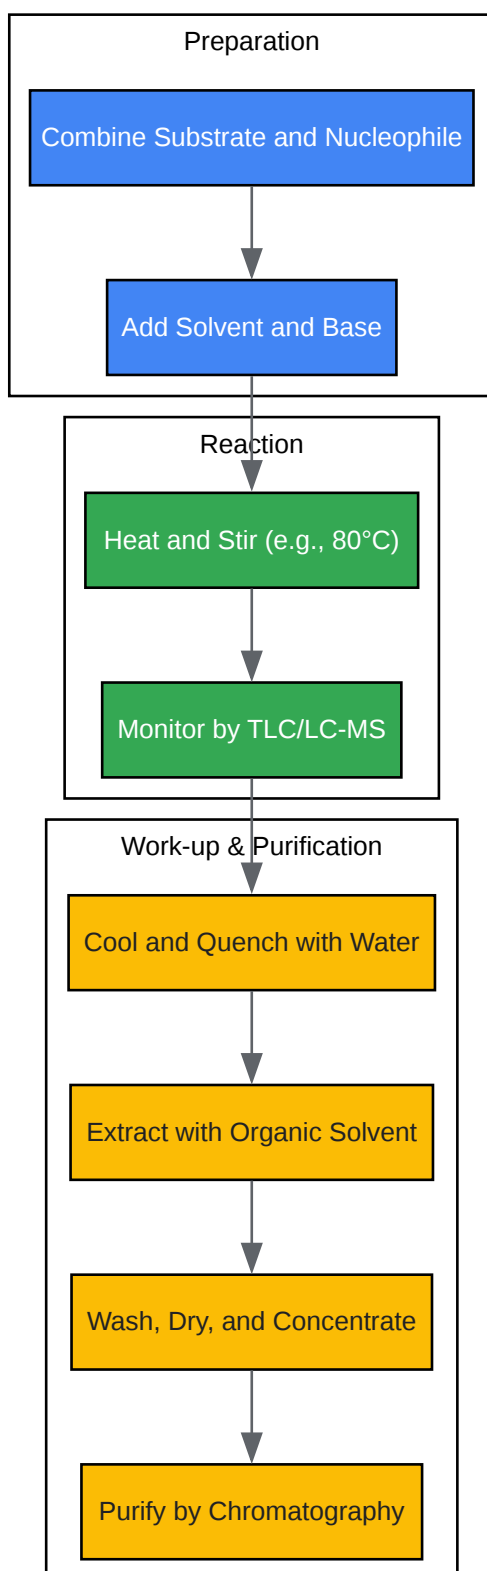 Preparation
Combine Substrate and Nucleophile
Add Solvent and Base
Reaction
Heat and Stir (e.g., 80°C)
Monitor by TLC/LC-MS
Work-up & Purification
Cool and Quench with Water
Extract with Organic Solvent
Wash, Dry, and Concentrate
Purify by Chromatography